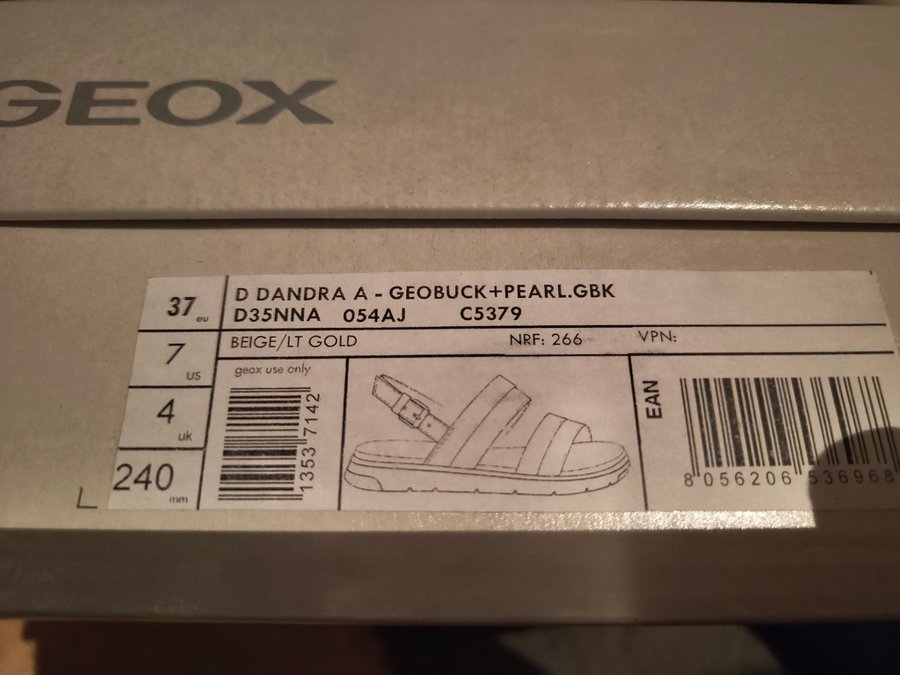 GEOX
37 eu
D DANDRA A - GEOBUCK+PEARL.GBK
D35NNA 054AJ C5379
7 US
BEIGE/LT GOLD NRF: 266 VPN:
4 uk
240 mm
geox use only
1353 7142
EAN
8 056206 536968